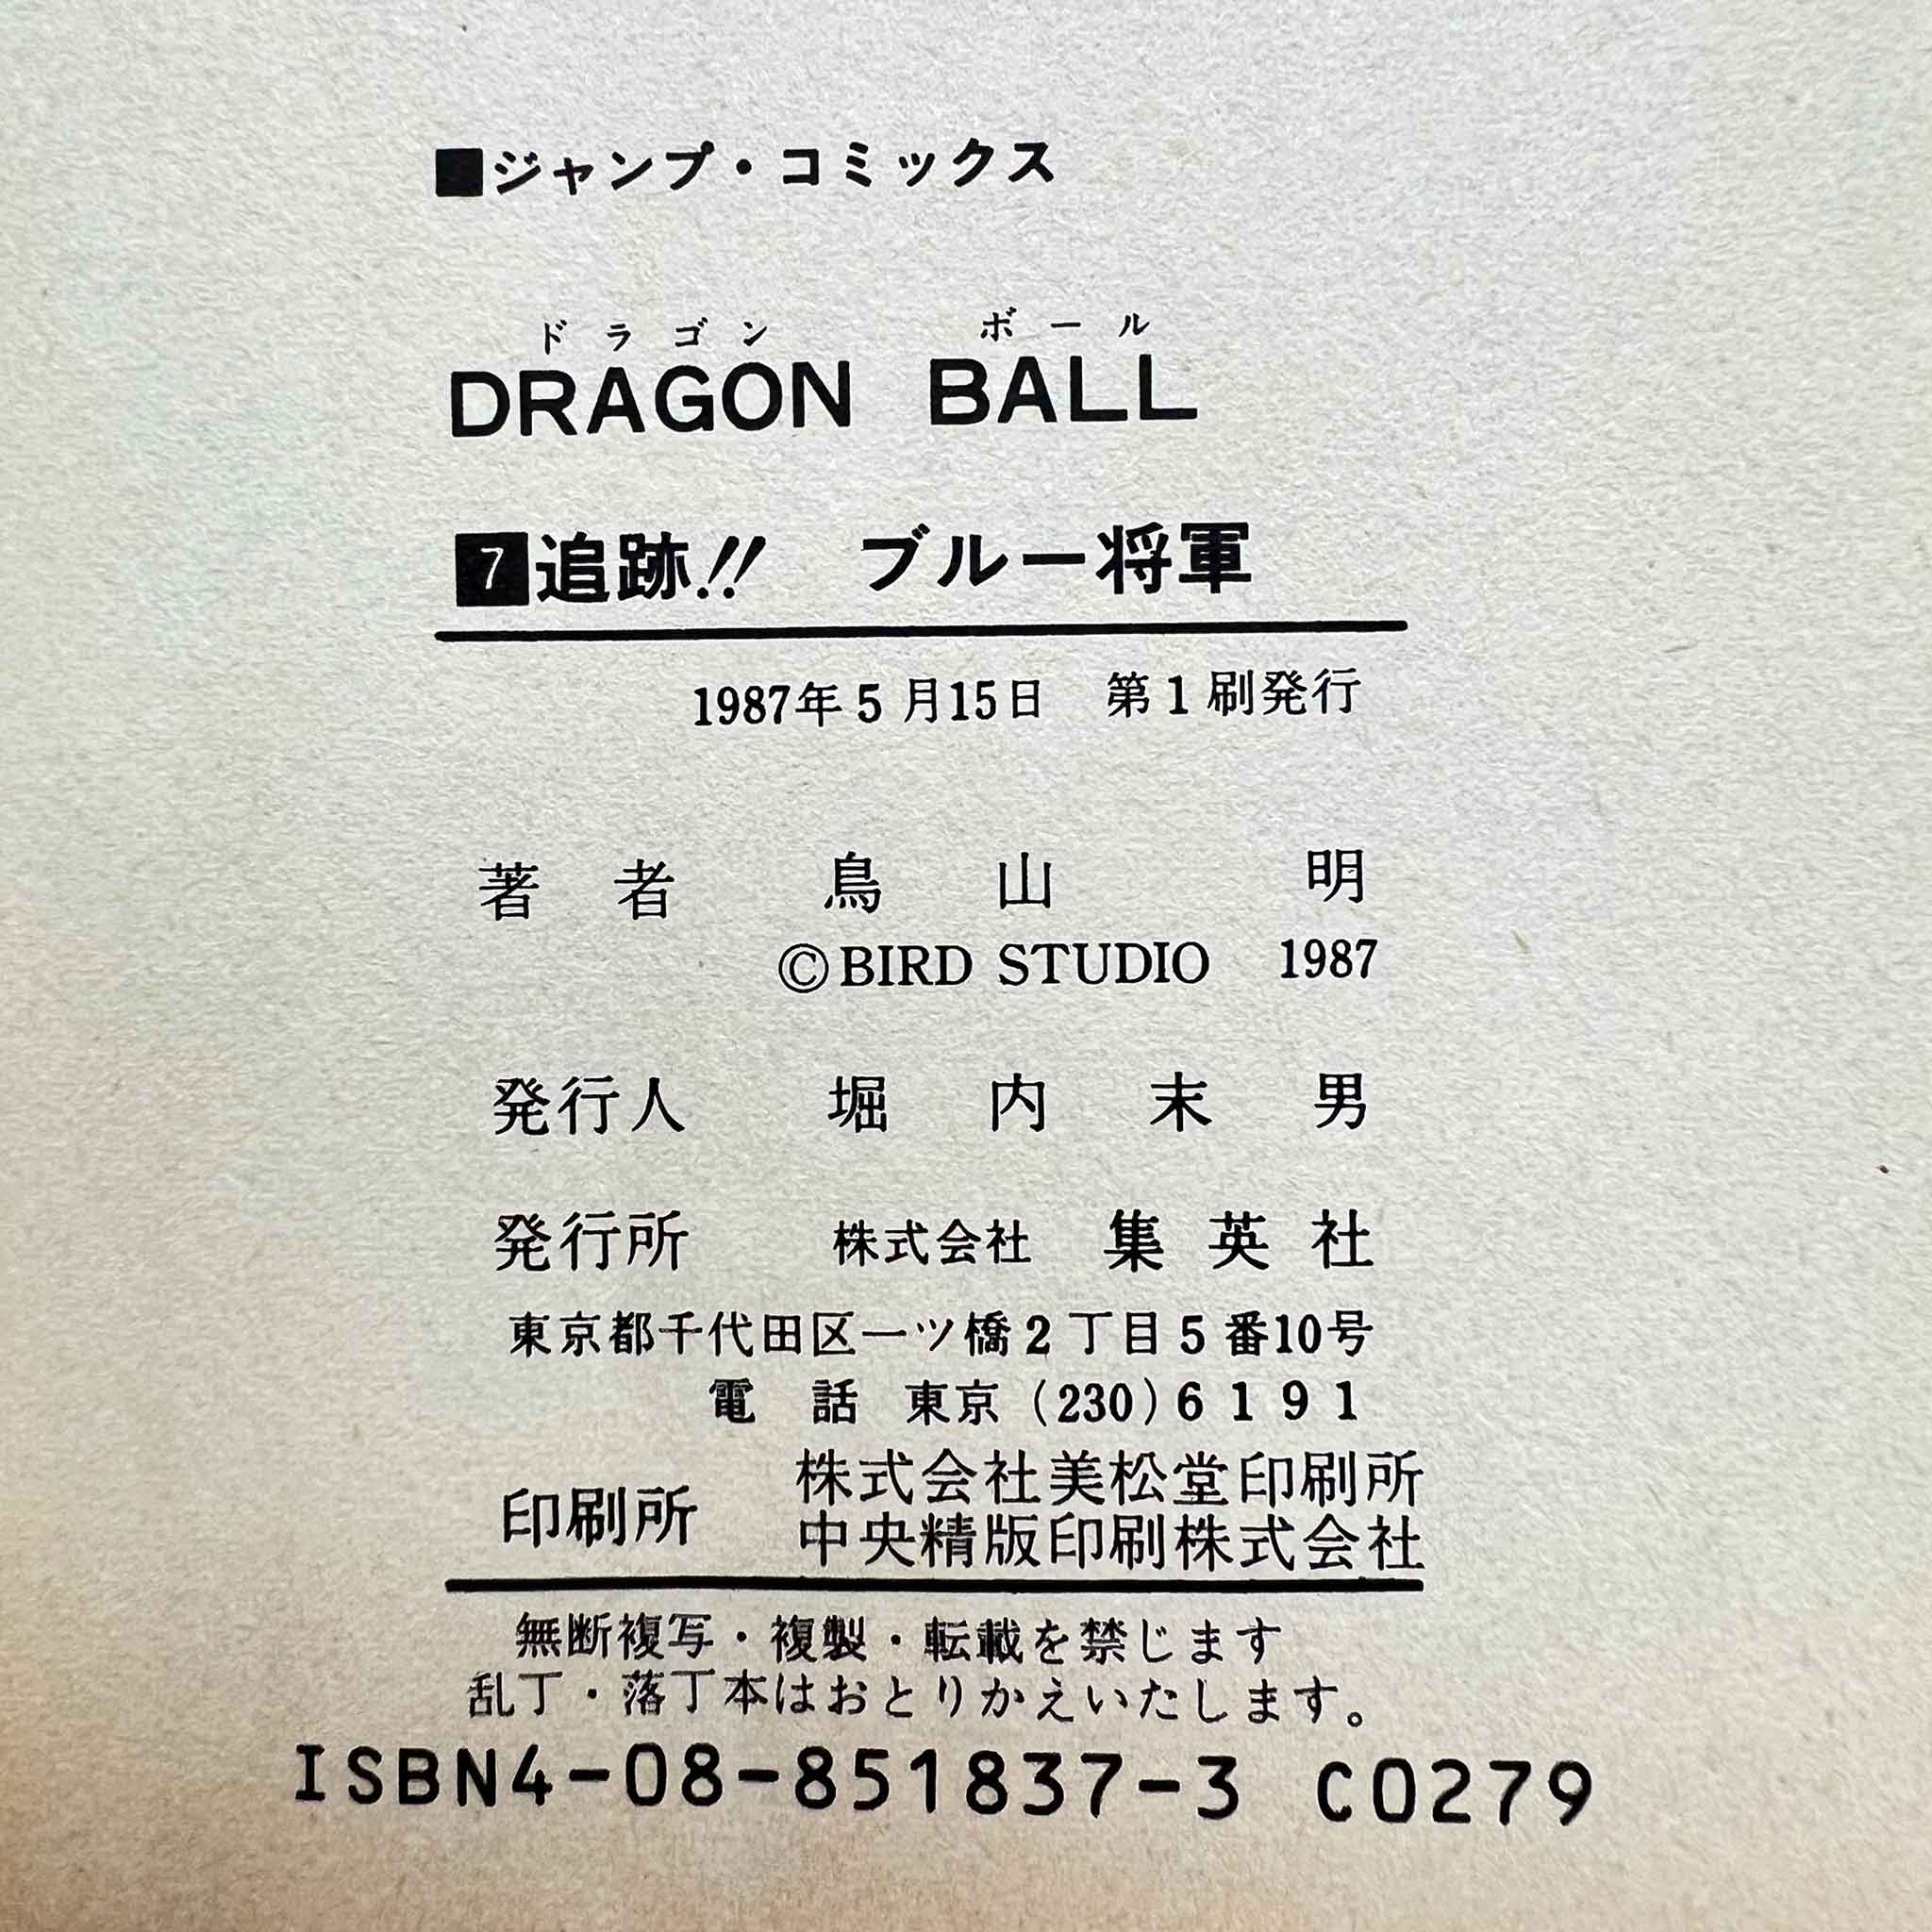 ■ジャンプ・コミックス
ドラゴン ボール
DRAGON BALL
7 追跡!! ブルー将軍
1987年5月15日 第1刷発行
著者 鳥山明
©BIRD STUDIO 1987
発行人 堀内末男
発行所 株式会社 集英社
東京都千代田区一ツ橋2丁目5番10号
電話 東京(230)6191
印刷所 株式会社美松堂印刷所
中央精版印刷株式会社
無断複写・複製・転載を禁じます
乱丁・落丁本はおとりかえいたします。
ISBN4-08-851837-3 C0279